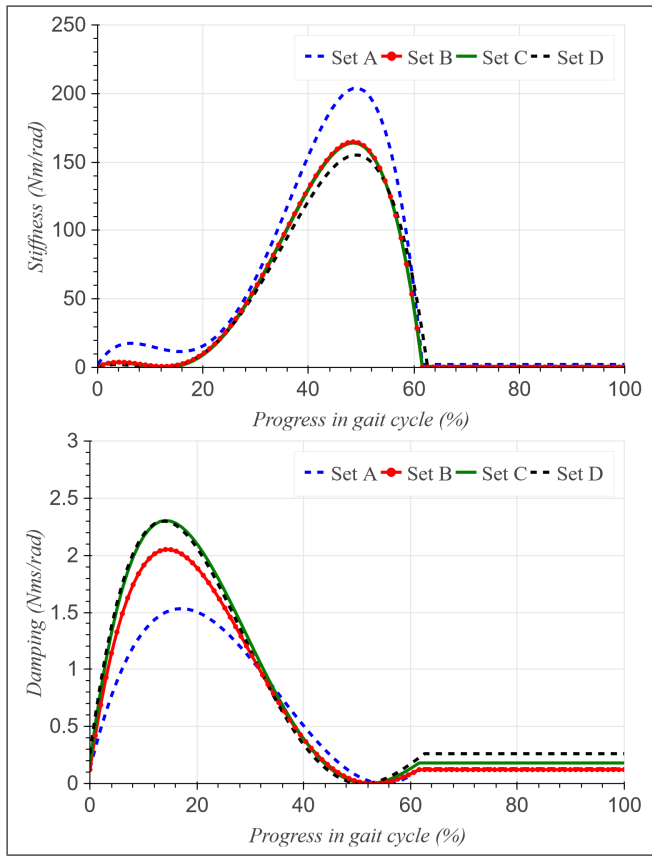 250
200
150
100
50
0
Stiffness (Nm/rad)
Set A Set B Set C Set D
0 20 40 60 80 100
Progress in gait cycle (%)
3
2.5
2
1.5
1
0.5
0
Damping (Nms/rad)
Set A Set B Set C Set D
0 20 40 60 80 100
Progress in gait cycle (%)